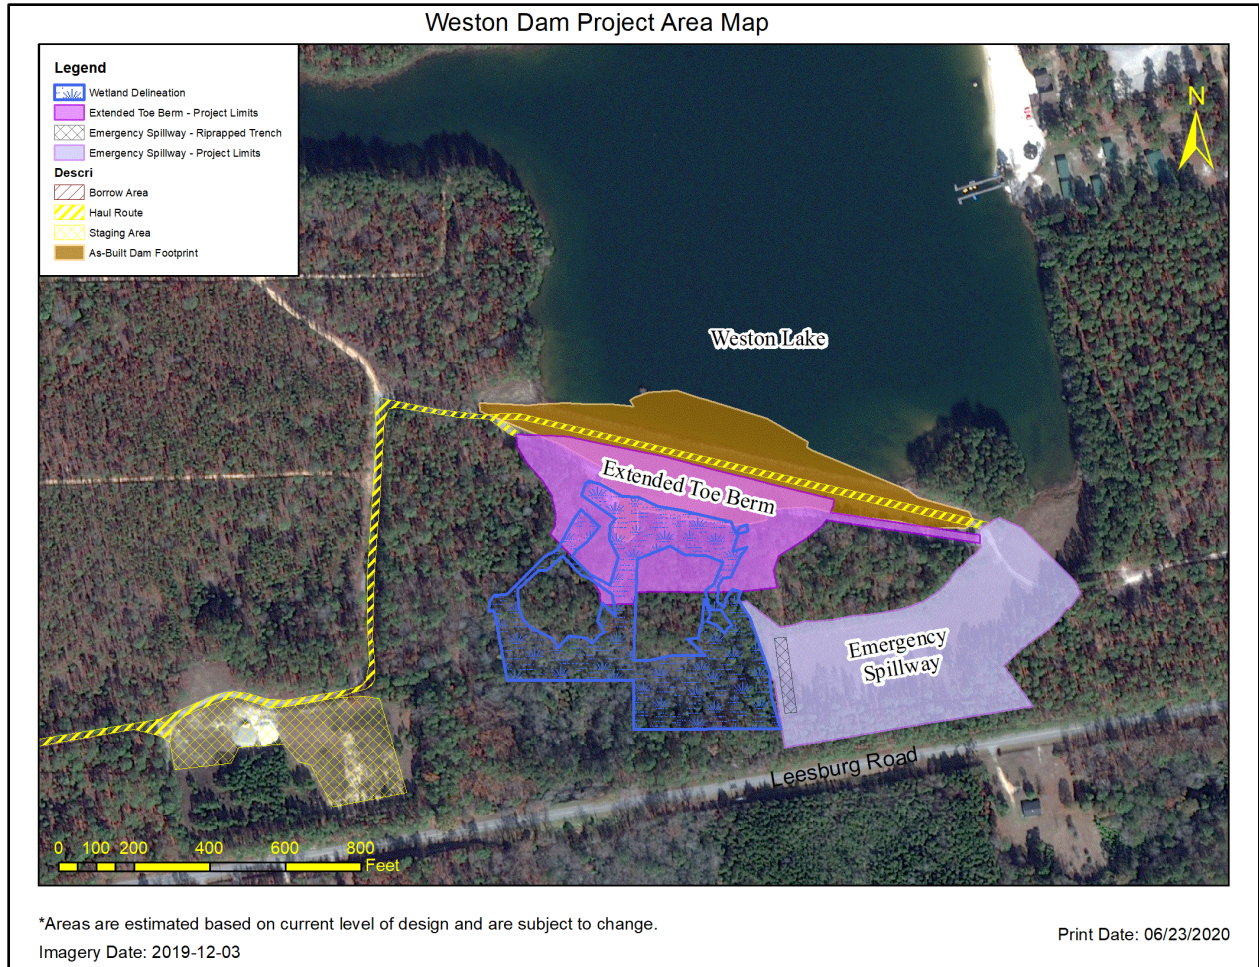 Weston Dam Project Area Map
Legend
Wetland Delineation
Extended Toe Berm - Project Limits
Emergency Spillway - Riprapped Trench
Emergency Spillway - Project Limits
Descri
Borrow Area
Haul Route
Staging Area
As-Built Dam Footprint
N
Weston Lake
Extended Toe Berm
Emergency
Spillway
Leesburg Road
0 100 200 400 600 800
Feet
*Areas are estimated based on current level of design and are subject to change.
Imagery Date: 2019-12-03
Print Date: 06/23/2020